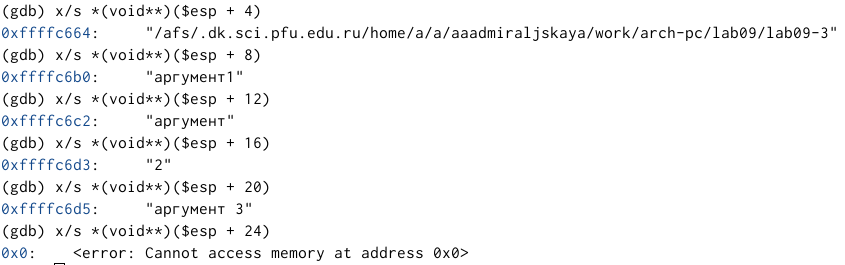 (gdb) x/s *(void**)($esp + 4)
0xffffc664: "/afs/.dk.sci.pfu.edu.ru/home/a/a/aaadmiraljskaya/work/arch-pc/lab09/lab09-3"
(gdb) x/s *(void**)($esp + 8)
0xffffc6b0: "аргумент1"
(gdb) x/s *(void**)($esp + 12)
0xffffc6c2: "аргумент"
(gdb) x/s *(void**)($esp + 16)
0xffffc6d3: "2"
(gdb) x/s *(void**)($esp + 20)
0xffffc6d5: "аргумент 3"
(gdb) x/s *(void**)($esp + 24)
0x0: <error: Cannot access memory at address 0x0>